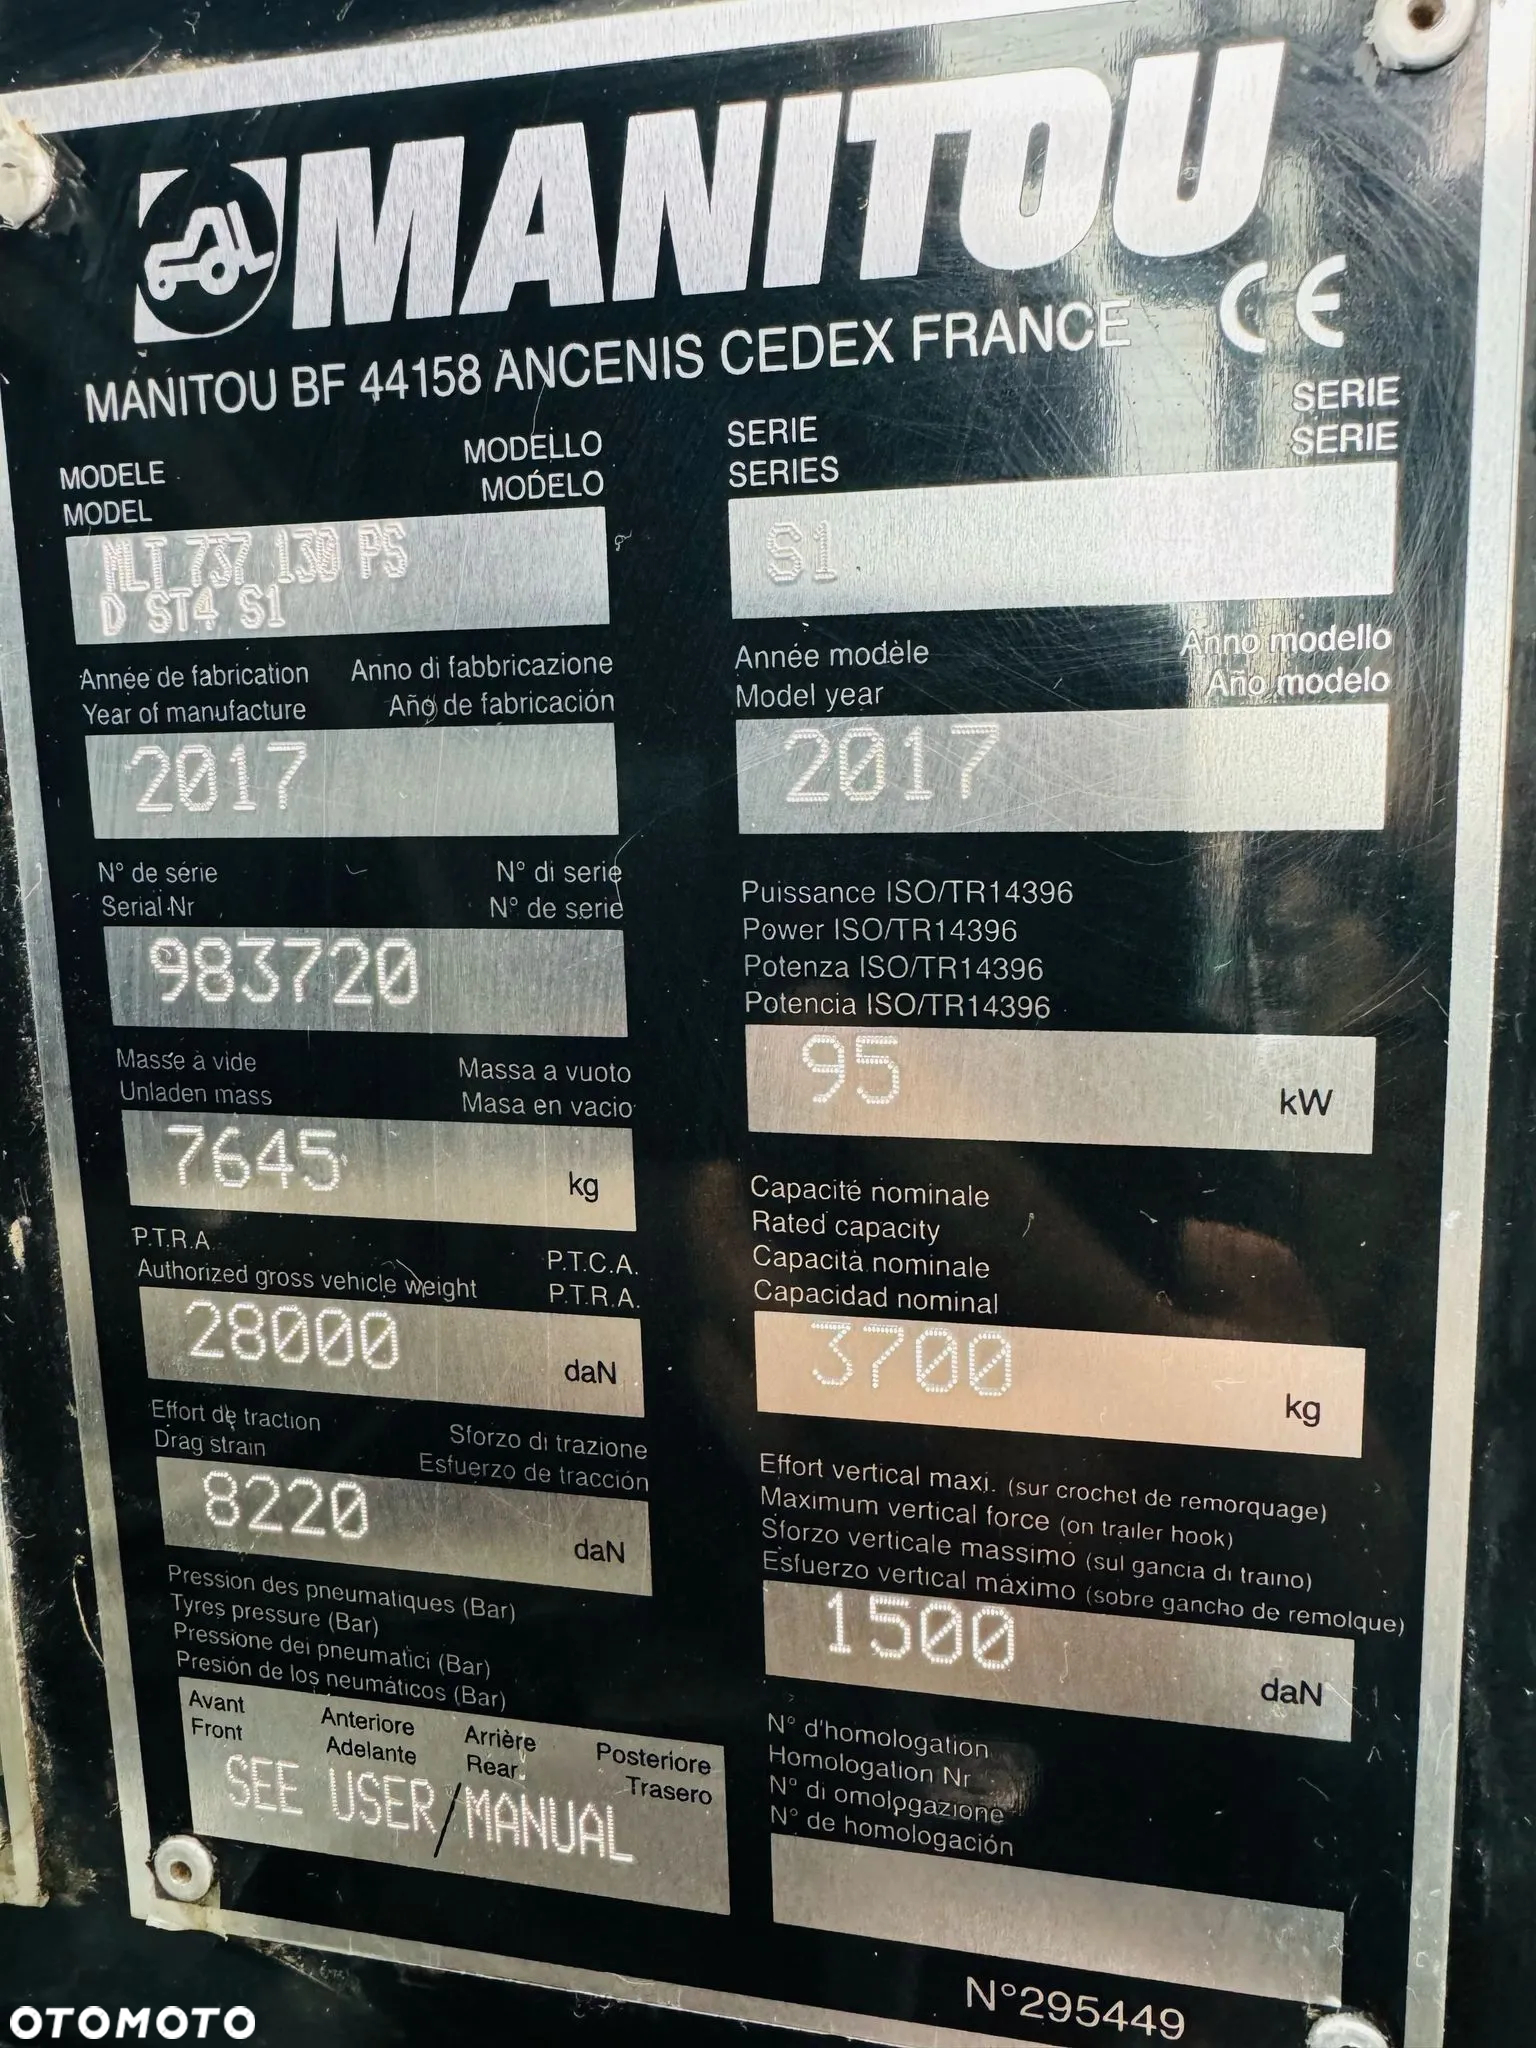 MANITOU
CE
MANITOU BF 44158 ANCENIS CEDEX FRANCE
MODELE MODELLO
MODEL MODELO
MLT 737 130 PS
D ST4 S1
SERIE SERIE
SERIES SERIE
S1
Année de fabrication Anno di fabbricazione
Year of manufacture Año de fabricación
2017
Année modèle Anno modello
Model year Año modelo
2017
N° de série N° di serie
Serial Nr N° de serie
983720
Puissance ISO/TR14396
Power ISO/TR14396
Potenza ISO/TR14396
Potencia ISO/TR14396
95 kW
Masse à vide Massa a vuoto
Unladen mass Masa en vacio
7645 kg
Capacité nominale
Rated capacity
Capacità nominale
Capacidad nominal
3700 kg
P.T.R.A. P.T.C.A.
Authorized gross vehicle weight P.T.R.A.
28000 daN
Effort de traction Sforzo di trazione
Drag strain Esfuerzo de tracción
8220 daN
Effort vertical maxi. (sur crochet de remorquage)
Maximum vertical force (on trailer hook)
Sforzo verticale massimo (sul gancia di traino)
Esfuerzo vertical máximo (sobre gancho de remolque)
1500 daN
Pression des pneumatiques (Bar)
Tyres pressure (Bar)
Pressione dei pneumatici (Bar)
Presión de los neumáticos (Bar)
Avant Anteriore Arrière Posteriore
Front Adelante Rear Trasero
SEE USER/MANUAL
N° d'homologation
Homologation Nr
N° di omologazione
N° de homologación
N°295449
OTOMOTO